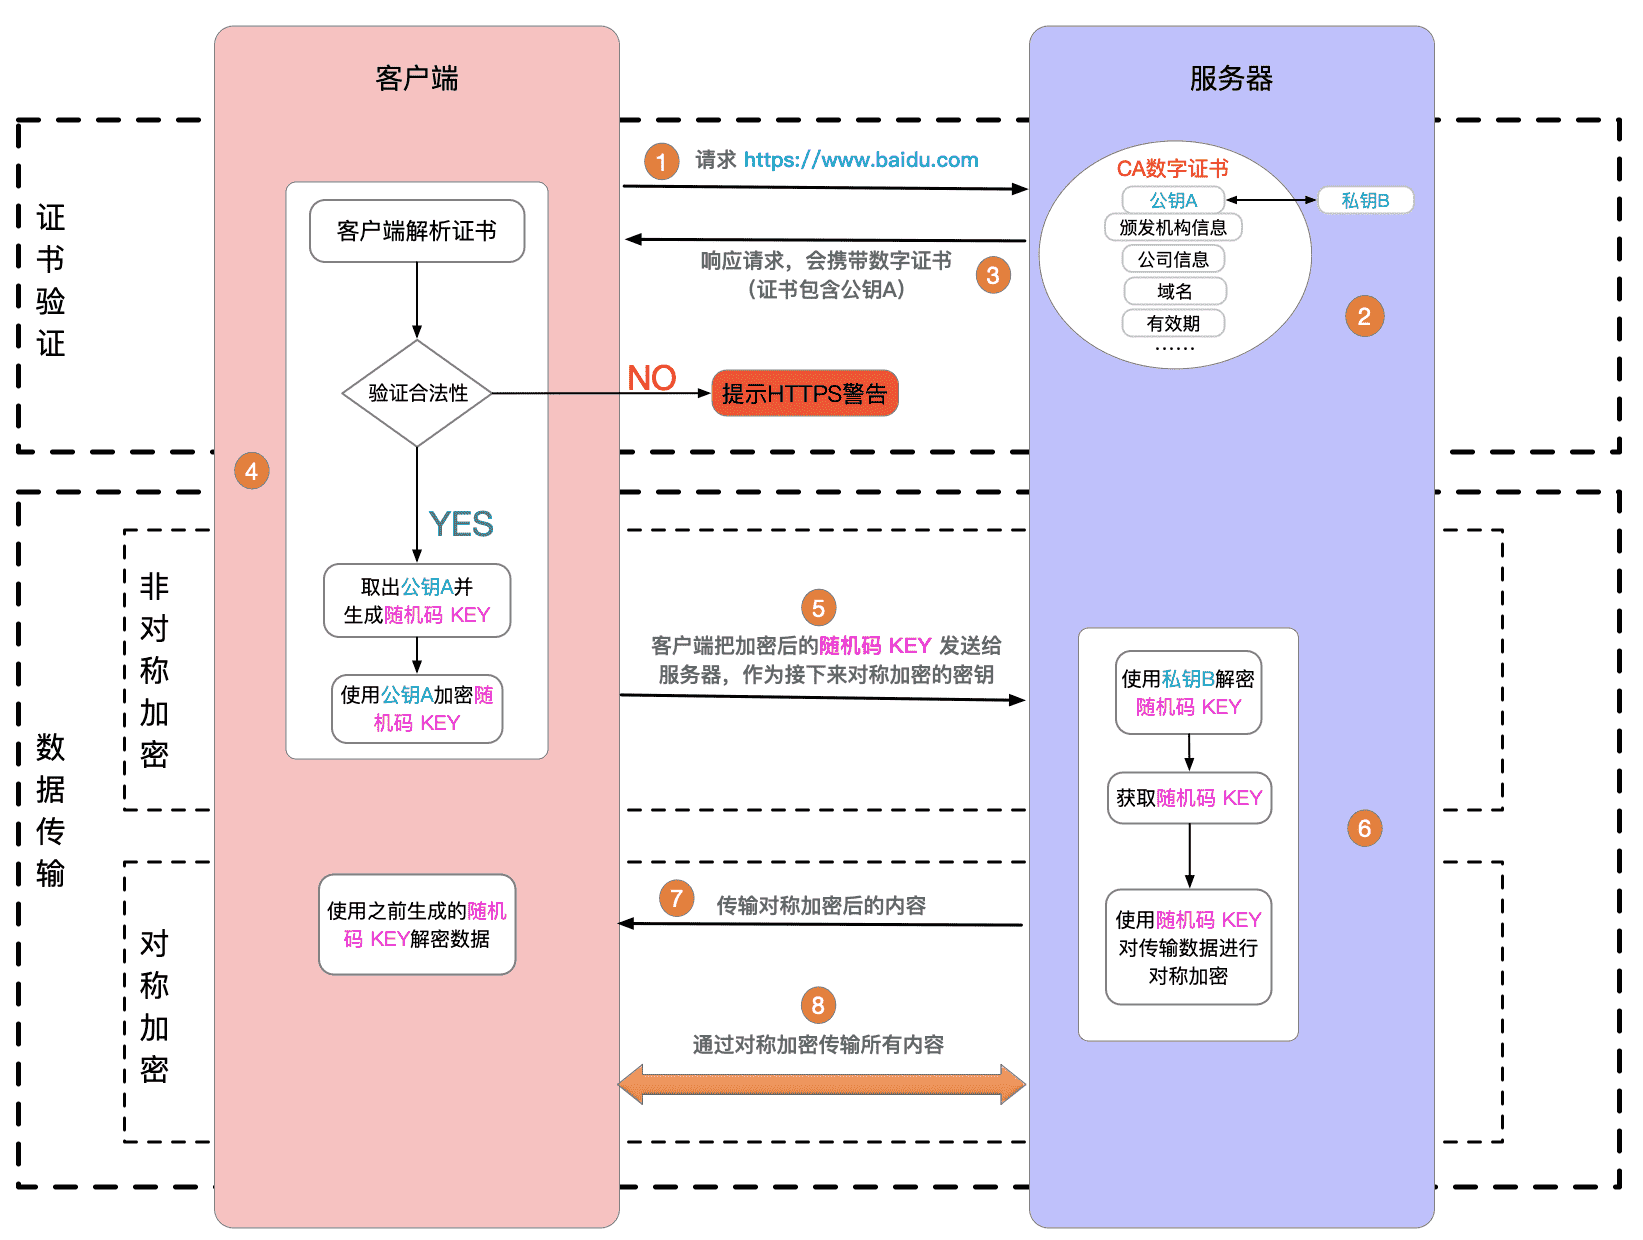 客户端
服务器
证书验证
1
请求 https://www.baidu.com
CA数字证书
公钥A
私钥B
颁发机构信息
公司信息
域名
有效期
······
2
响应请求，会携带数字证书
（证书包含公钥A）
3
客户端解析证书
验证合法性
NO
提示HTTPS警告
4
YES
数据传输
非对称加密
取出公钥A并
生成随机码 KEY
使用公钥A加密随
机码 KEY
5
客户端把加密后的随机码 KEY 发送给
服务器，作为接下来对称加密的密钥
使用私钥B解密
随机码 KEY
获取随机码 KEY
6
使用随机码 KEY
对传输数据进行
对称加密
对称加密
7
传输对称加密后的内容
使用之前生成的随机
码 KEY解密数据
8
通过对称加密传输所有内容